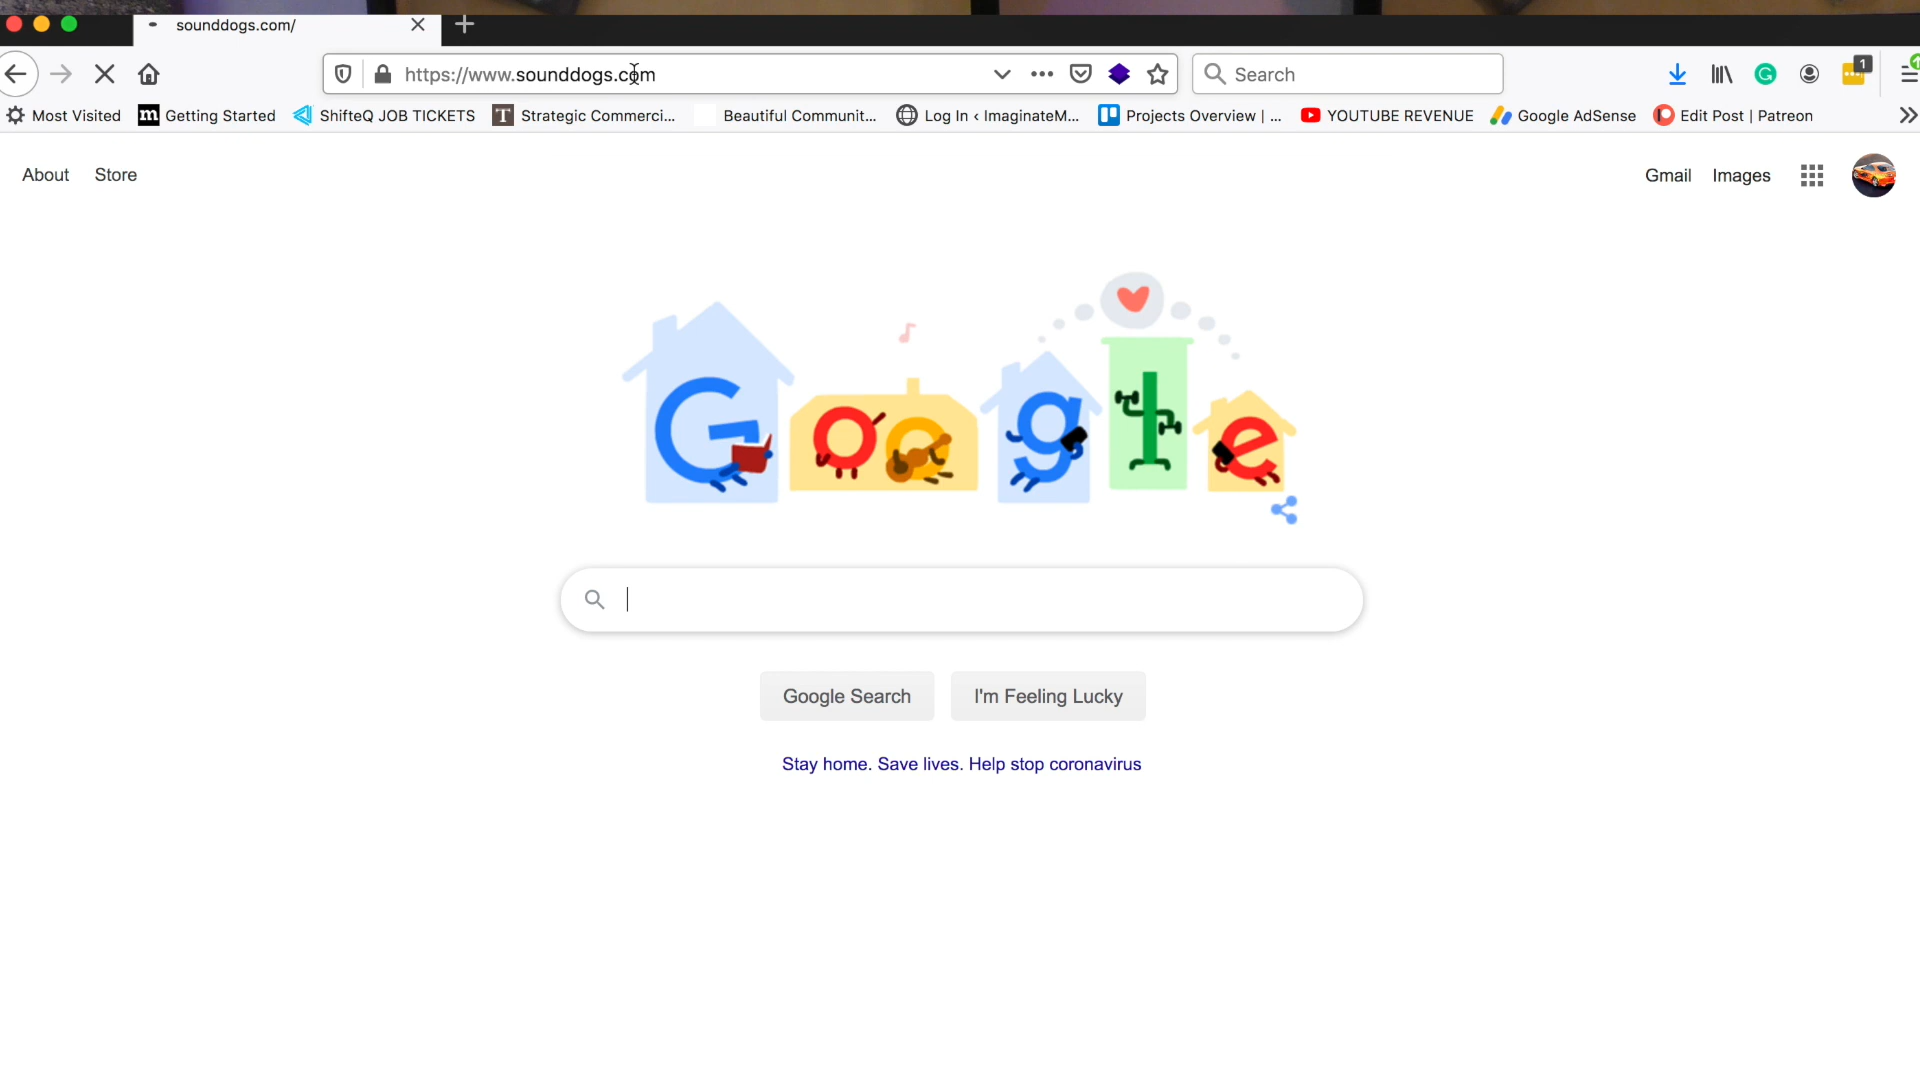 sounddogs.com/
https://www.sounddogs.com
Search
1
Most Visited
m Getting Started
ShifteQ JOB TICKETS
T Strategic Commerci...
Beautiful Communit...
Log In ‹ ImaginateM...
Projects Overview | ...
YOUTUBE REVENUE
Google AdSense
Edit Post | Patreon
About Store
Gmail Images
Google
Google Search
I'm Feeling Lucky
Stay home. Save lives. Help stop coronavirus